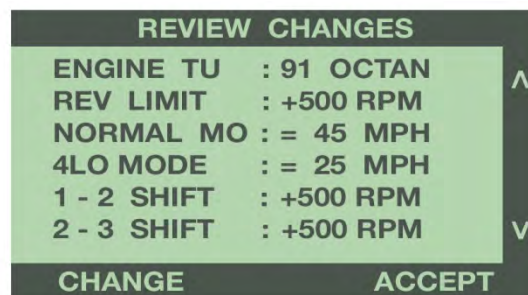 REVIEW CHANGES
ENGINE TU : 91 OCTAN
REV LIMIT : +500 RPM
NORMAL MO : = 45 MPH
4LO MODE : = 25 MPH
1 - 2 SHIFT : +500 RPM
2 - 3 SHIFT : +500 RPM
CHANGE ACCEPT